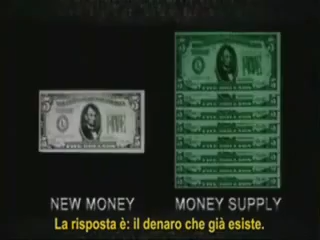 NEW MONEY
MONEY SUPPLY
La risposta è: il denaro che già esiste.